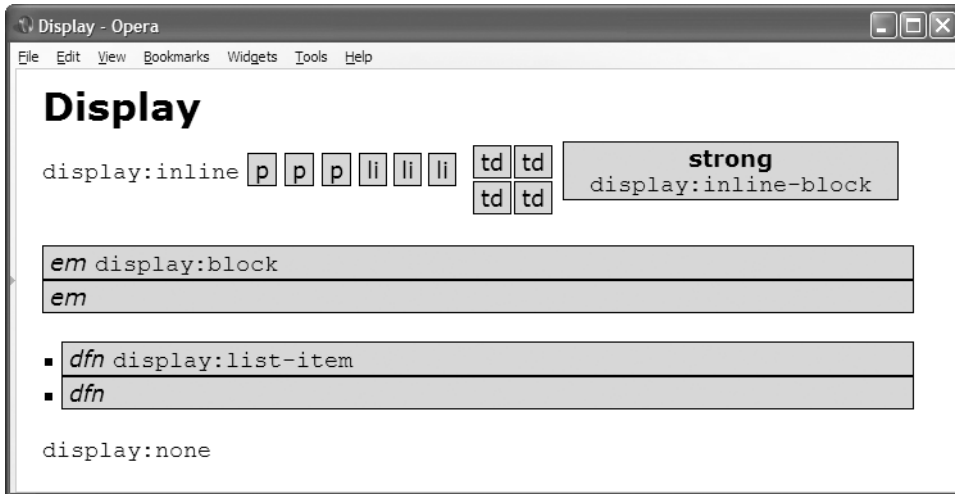 Display - Opera
File Edit View Bookmarks Widgets Tools Help
Display
display:inline p p p li li li td td strong
td td display:inline-block
em display:block
em
dfn display:list-item
dfn
display:none